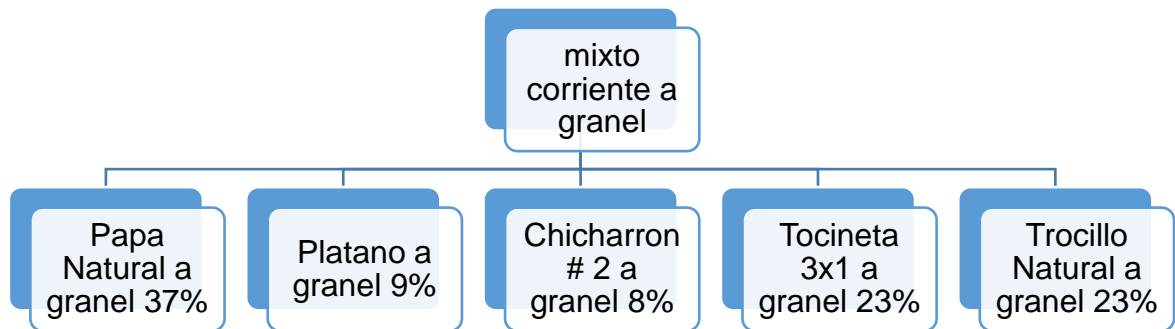 mixto
corriente a
granel
Papa
Natural a
granel 37%
Platano a
granel 9%
Chicharron
# 2 a
granel 8%
Tocineta
3x1 a
granel 23%
Trocillo
Natural a
granel 23%